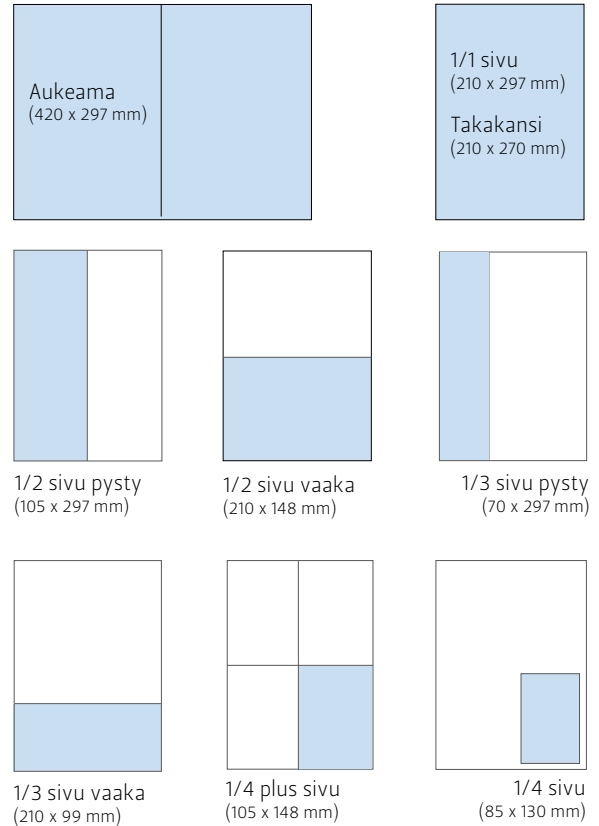 Aukeama
(420 x 297 mm)
1/1 sivu
(210 x 297 mm)
Takakansi
(210 x 270 mm)
1/2 sivu pysty
(105 x 297 mm)
1/2 sivu vaaka
(210 x 148 mm)
1/3 sivu pysty
(70 x 297 mm)
1/3 sivu vaaka
(210 x 99 mm)
1/4 plus sivu
(105 x 148 mm)
1/4 sivu
(85 x 130 mm)